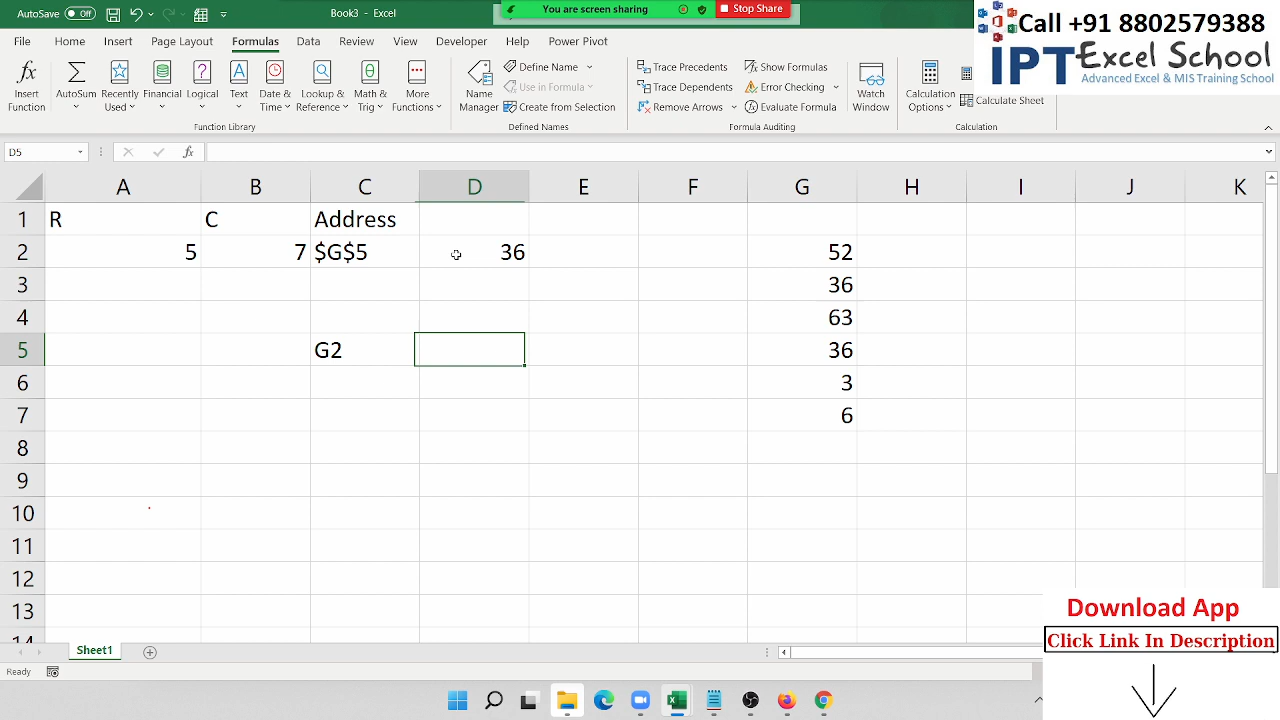 AutoSave Off Book3 - Excel You are screen sharing Stop Share
Call +91 8802579388
IPT Excel School
Advanced Excel & MIS Training School
File Home Insert Page Layout Formulas Data Review View Developer Help Power Pivot
Insert Function
AutoSum
Recently Used
Financial
Logical
Text
Date & Time
Lookup & Reference
Math & Trig
More Functions
Function Library
Name Manager
Define Name
Use in Formula
Create from Selection
Defined Names
Trace Precedents
Trace Dependents
Remove Arrows
Show Formulas
Error Checking
Evaluate Formula
Formula Auditing
Watch Window
Calculation Options
Calculate Sheet
Calculation
D5 fx
A B C D E F G H I J K
1 R C Address
2 5 7 $G$5 36 52
3 36
4 63
5 G2 36
6 3
7 6
8
9
10
11
12
13
14
Sheet1
Ready
Download App
Click Link In Description